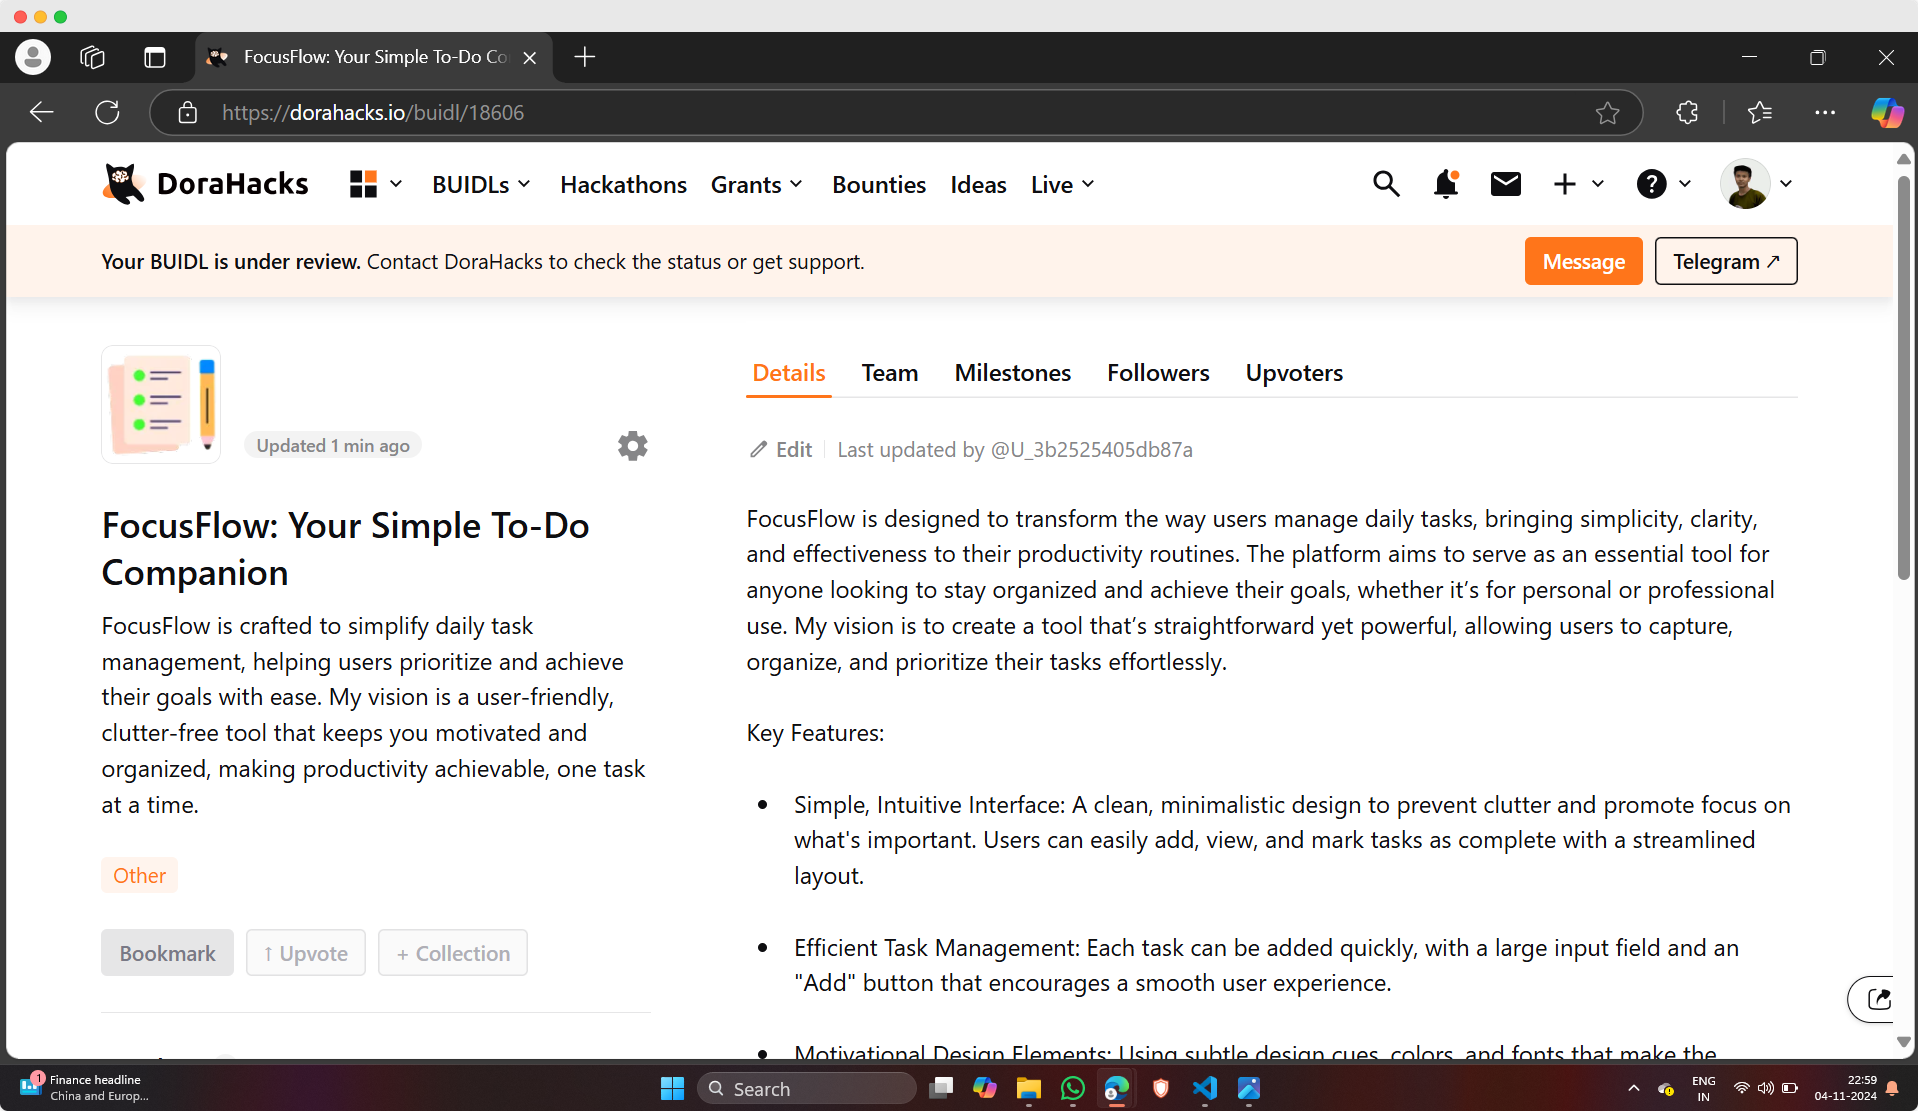 FocusFlow: Your Simple To-Do Co
https://dorahacks.io/buidl/18606
DoraHacks
BUIDLs
Hackathons
Grants
Bounties
Ideas
Live
Your BUIDL is under review. Contact DoraHacks to check the status or get support.
Message
Telegram ↗
Updated 1 min ago
FocusFlow: Your Simple To-Do
Companion
FocusFlow is crafted to simplify daily task
management, helping users prioritize and achieve
their goals with ease. My vision is a user-friendly,
clutter-free tool that keeps you motivated and
organized, making productivity achievable, one task
at a time.
Other
Bookmark
↑ Upvote
+ Collection
Details
Team
Milestones
Followers
Upvoters
Edit
Last updated by @U_3b2525405db87a
FocusFlow is designed to transform the way users manage daily tasks, bringing simplicity, clarity,
and effectiveness to their productivity routines. The platform aims to serve as an essential tool for
anyone looking to stay organized and achieve their goals, whether it’s for personal or professional
use. My vision is to create a tool that’s straightforward yet powerful, allowing users to capture,
organize, and prioritize their tasks effortlessly.
Key Features:
• Simple, Intuitive Interface: A clean, minimalistic design to prevent clutter and promote focus on
what's important. Users can easily add, view, and mark tasks as complete with a streamlined
layout.
• Efficient Task Management: Each task can be added quickly, with a large input field and an
"Add" button that encourages a smooth user experience.
• Motivational Design Elements: Using subtle design cues, colors, and fonts that make the
1
Finance headline
China and Europ...
Search
ENG
IN
22:59
04-11-2024